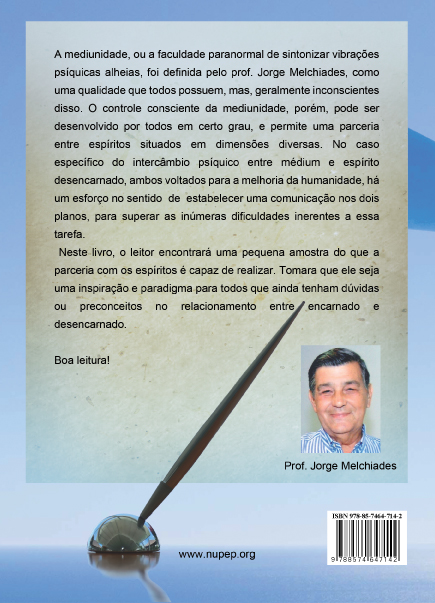 A mediunidade, ou a faculdade paranormal de sintonizar vibrações
psíquicas alheias, foi definida pelo prof. Jorge Melchiades, como
uma qualidade que todos possuem, mas, geralmente inconscientes
disso. O controle consciente da mediunidade, porém, pode ser
desenvolvido por todos em certo grau, e permite uma parceria
entre espíritos situados em dimensões diversas. No caso
específico do intercâmbio psíquico entre médium e espírito
desencarnado, ambos voltados para a melhoria da humanidade, há
um esforço no sentido de estabelecer uma comunicação nos dois
planos, para superar as inúmeras dificuldades inerentes a essa
tarefa.
Neste livro, o leitor encontrará uma pequena amostra do que a
parceria com os espíritos é capaz de realizar. Tomara que ele seja
uma inspiração e paradigma para todos que ainda tenham dúvidas
ou preconceitos no relacionamento entre encarnado e
desencarnado.
Boa leitura!
Prof. Jorge Melchiades
ISBN 978-85-7464-714-2
9 788574 647142
www.nupep.org